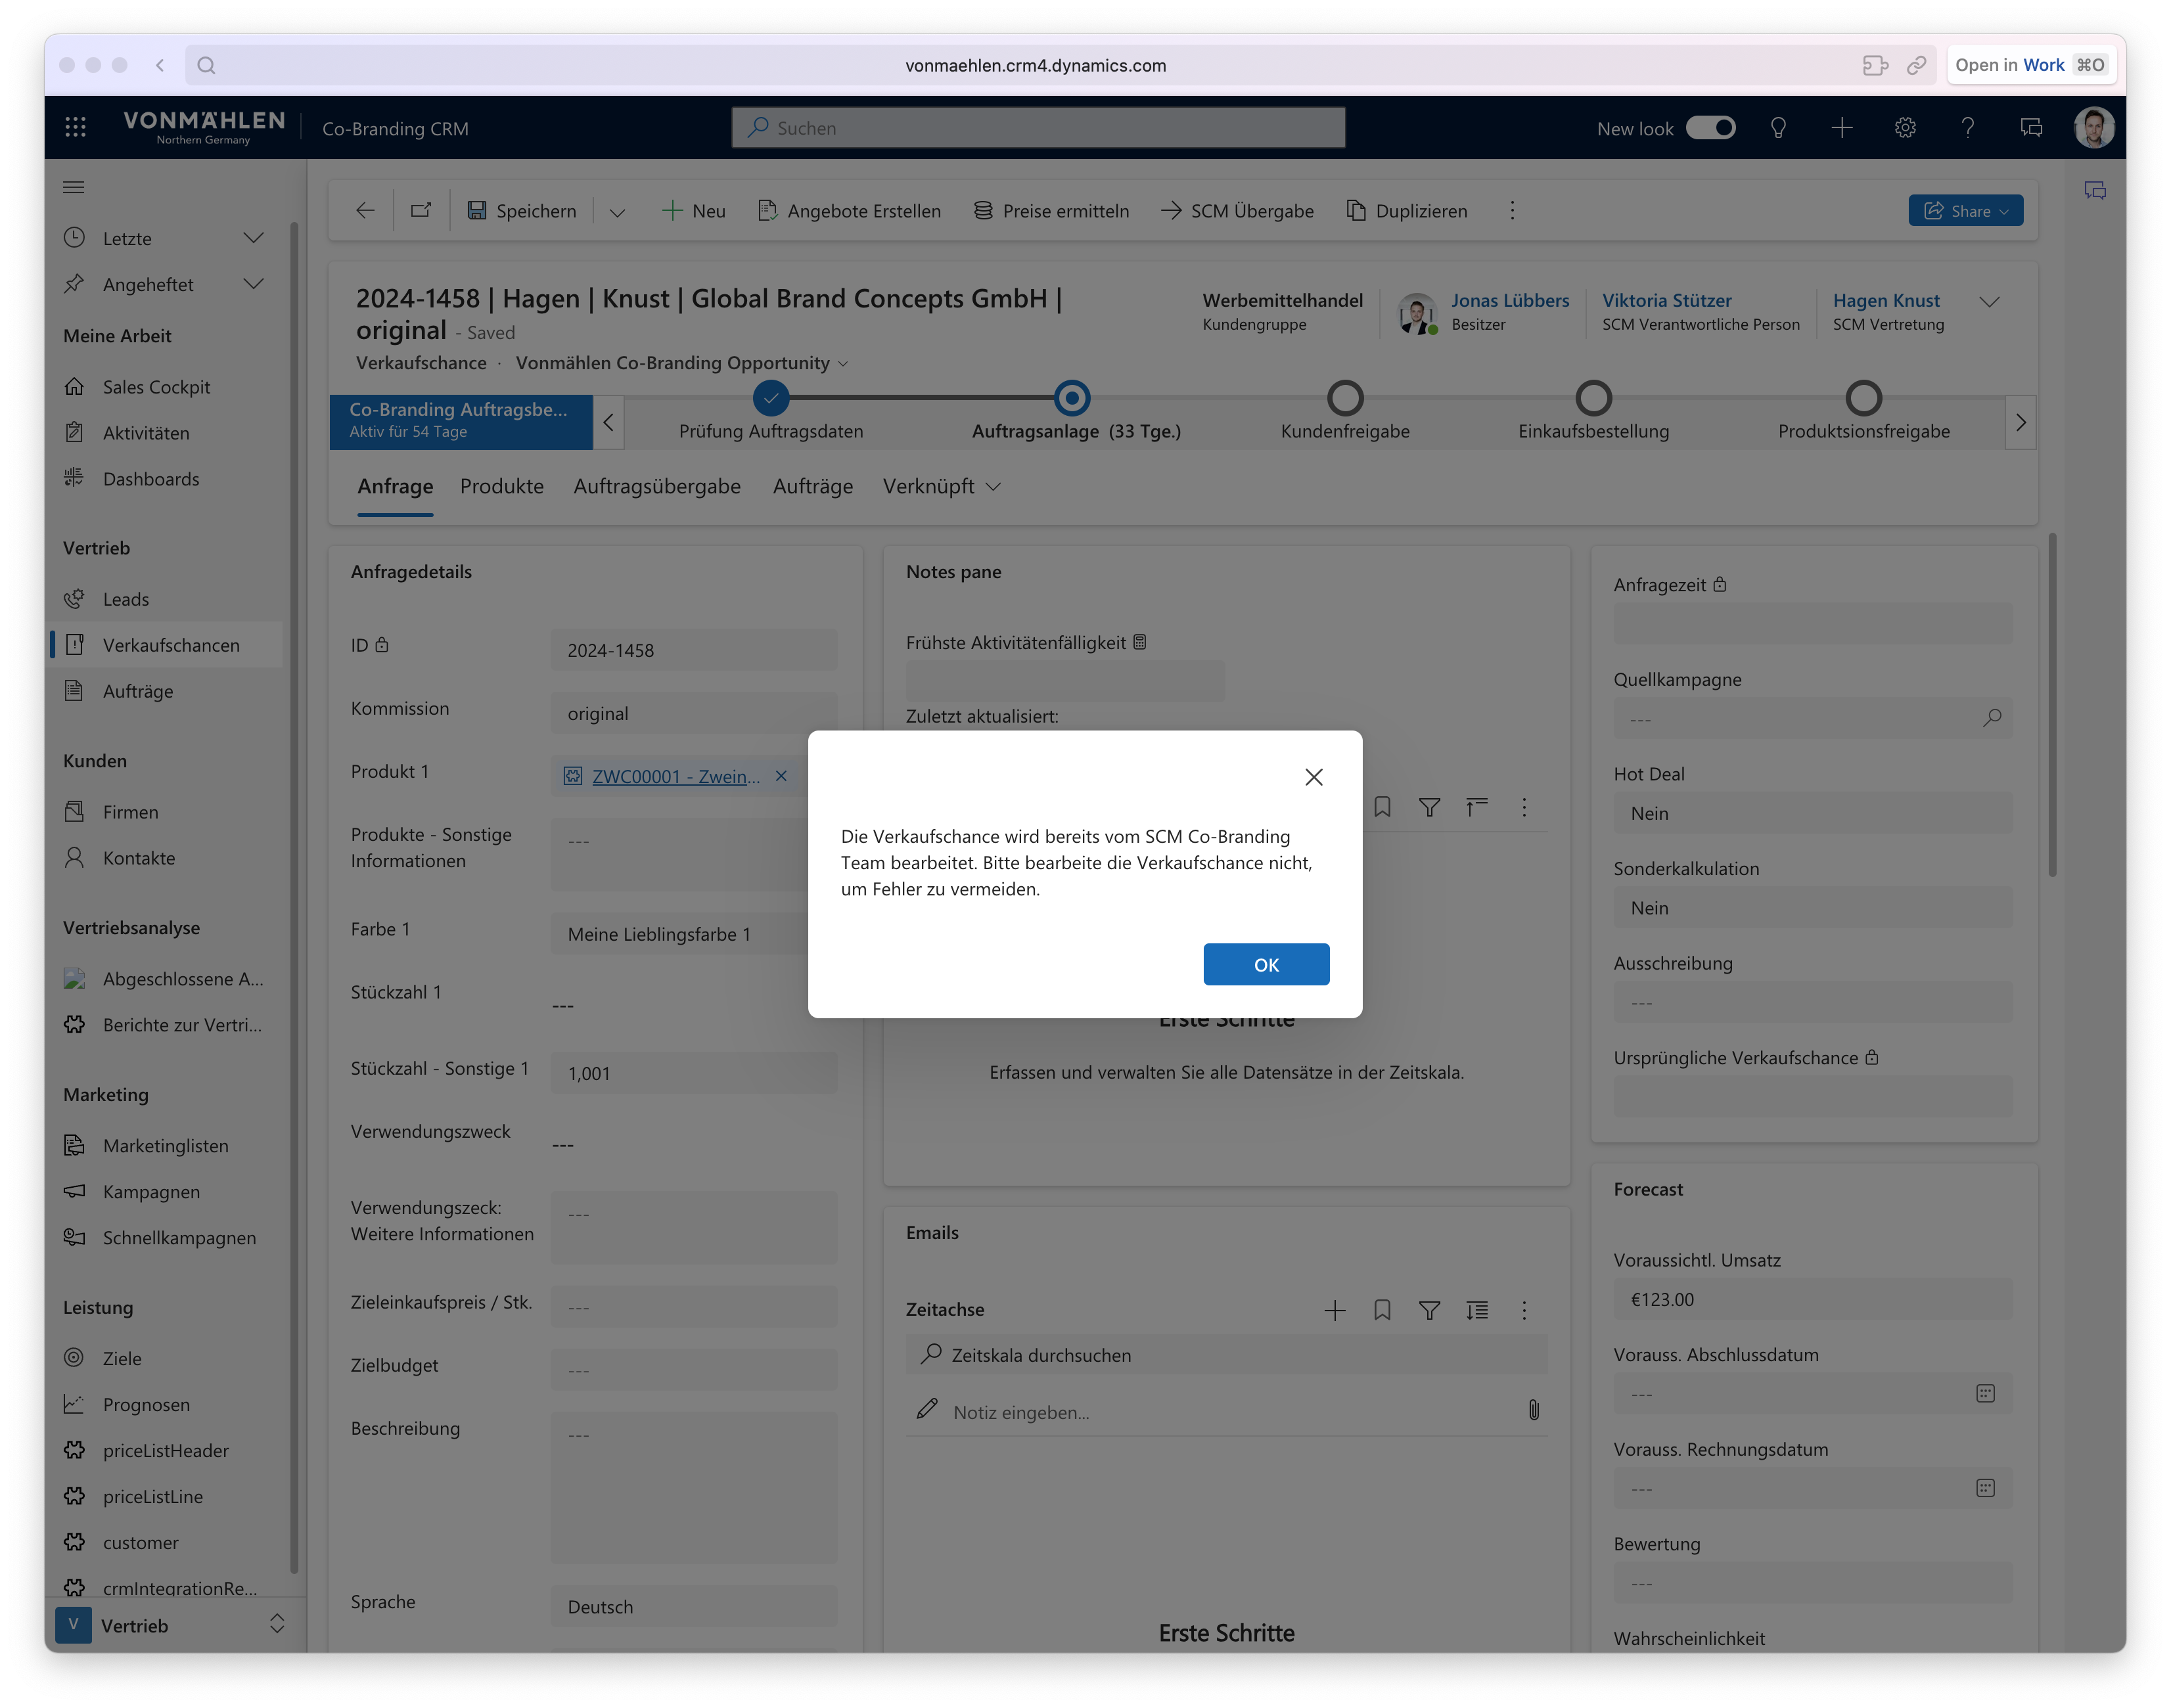 vonmaehlen.crm4.dynamics.com
Open in Work ⌘O
VONMÄHLEN
Northern Germany
Co-Branding CRM
Suchen
New look
Letzte
Angeheftet
Meine Arbeit
Sales Cockpit
Aktivitäten
Dashboards
Vertrieb
Leads
Verkaufschancen
Aufträge
Kunden
Firmen
Kontakte
Vertriebsanalyse
Abgeschlossene A...
Berichte zur Vertri...
Marketing
Marketinglisten
Kampagnen
Schnellkampagnen
Leistung
Ziele
Prognosen
priceListHeader
priceListLine
customer
crmIntegrationRe...
V Vertrieb
Speichern
Neu
Angebote Erstellen
Preise ermitteln
SCM Übergabe
Duplizieren
Share
2024-1458 | Hagen | Knust | Global Brand Concepts GmbH |
original - Saved
Verkaufschance · Vonmählen Co-Branding Opportunity
Werbemittelhandel
Kundengruppe
Jonas Lübbers
Besitzer
Viktoria Stützer
SCM Verantwortliche Person
Hagen Knust
SCM Vertretung
Co-Branding Auftragsbe...
Aktiv für 54 Tage
Prüfung Auftragsdaten
Auftragsanlage (33 Tge.)
Kundenfreigabe
Einkaufsbestellung
Produktsionsfreigabe
Anfrage
Produkte
Auftragsübergabe
Aufträge
Verknüpft
Anfragedetails
ID
2024-1458
Kommission
original
Produkt 1
ZWC00001 - Zwein...
Produkte - Sonstige
Informationen
---
Farbe 1
Meine Lieblingsfarbe 1
Stückzahl 1
---
Stückzahl - Sonstige 1
1,001
Verwendungszweck
---
Verwendungszeck:
Weitere Informationen
---
Zieleinkaufspreis / Stk.
---
Zielbudget
---
Beschreibung
---
Sprache
Deutsch
Notes pane
Frühste Aktivitätenfälligkeit
Zuletzt aktualisiert:
Die Verkaufschance wird bereits vom SCM Co-Branding
Team bearbeitet. Bitte bearbeite die Verkaufschance nicht,
um Fehler zu vermeiden.
OK
Erste Schritte
Erfassen und verwalten Sie alle Datensätze in der Zeitskala.
Emails
Zeitachse
Zeitskala durchsuchen
Notiz eingeben...
Erste Schritte
Anfragezeit
Quellkampagne
---
Hot Deal
Nein
Sonderkalkulation
Nein
Ausschreibung
---
Ursprüngliche Verkaufschance
Forecast
Voraussichtl. Umsatz
€123.00
Vorauss. Abschlussdatum
---
Vorauss. Rechnungsdatum
---
Bewertung
---
Wahrscheinlichkeit